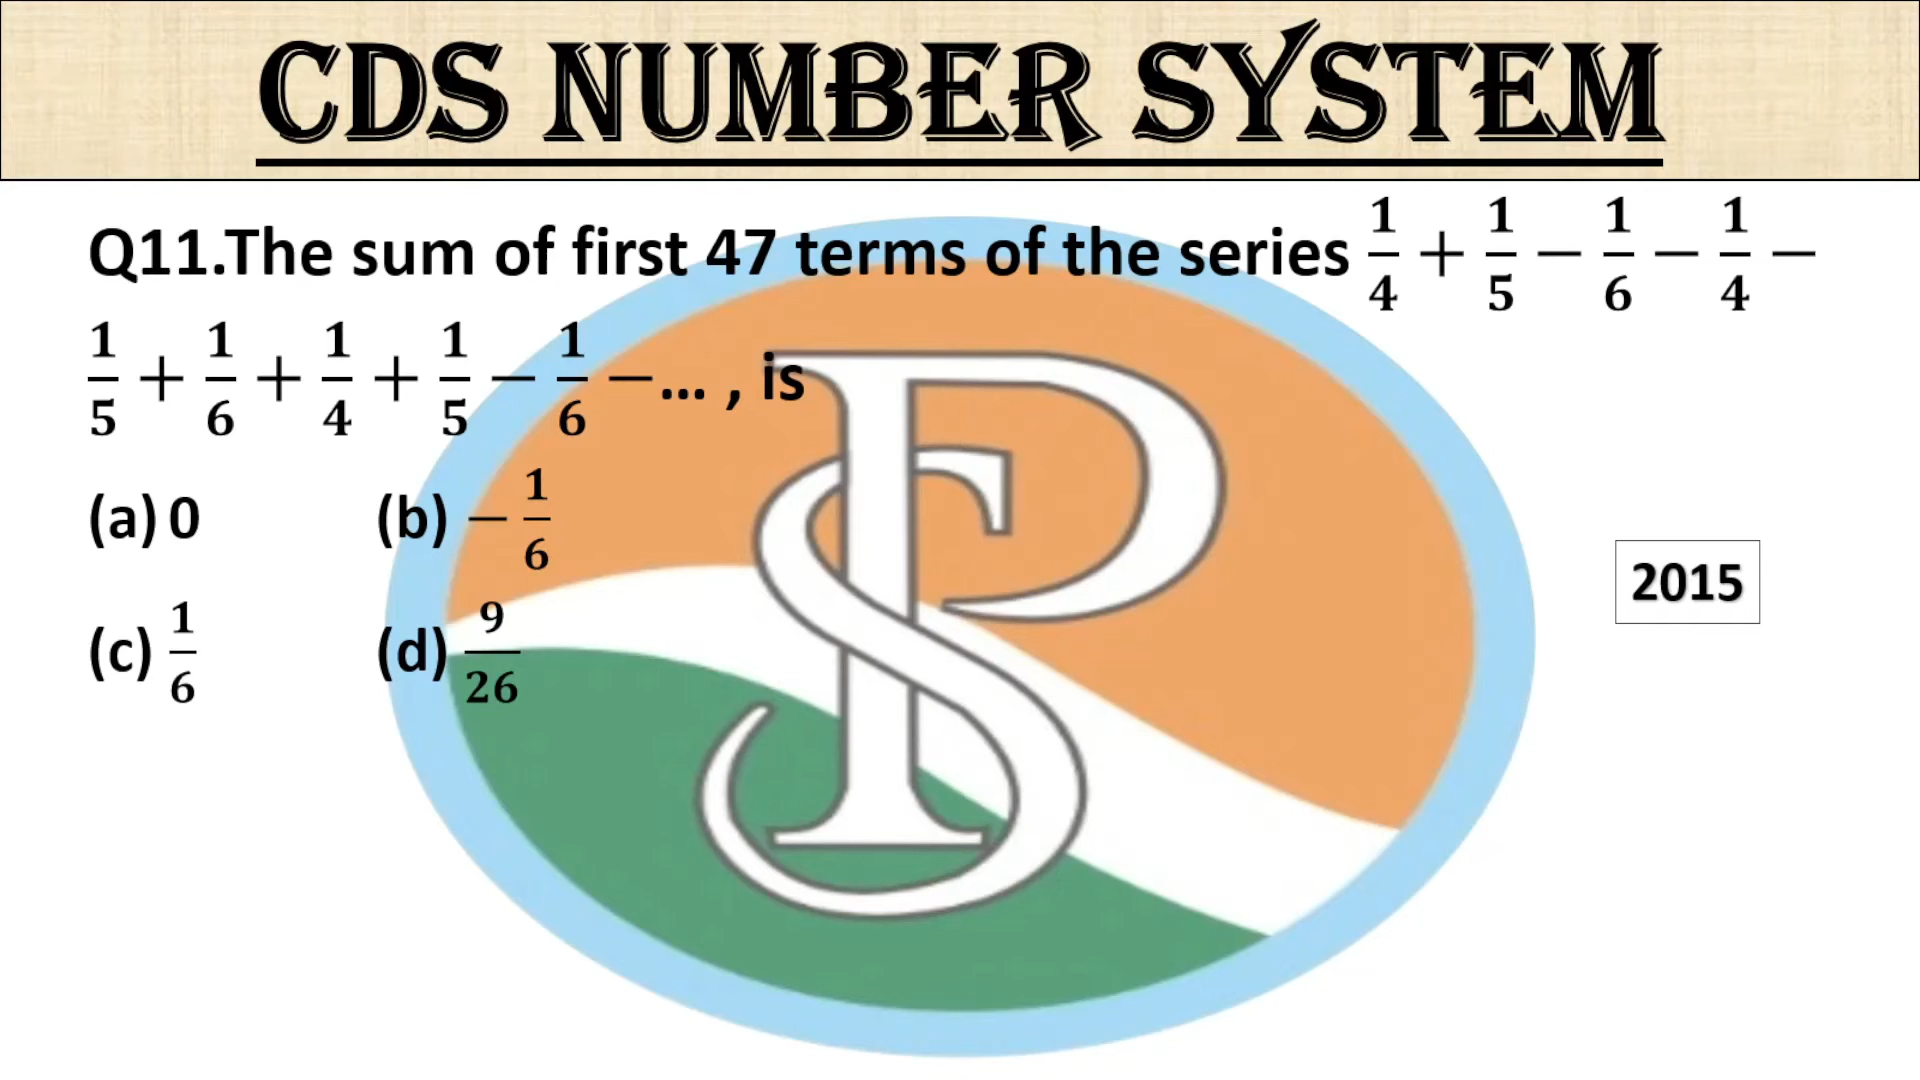 CDS NUMBER SYSTEM
Q11.The sum of first 47 terms of the series 1/4 + 1/5 − 1/6 − 1/4 −
1/5 + 1/6 + 1/4 + 1/5 − 1/6 −... , is
(a) 0 (b) − 1/6
2015
(c) 1/6 (d) 9/26